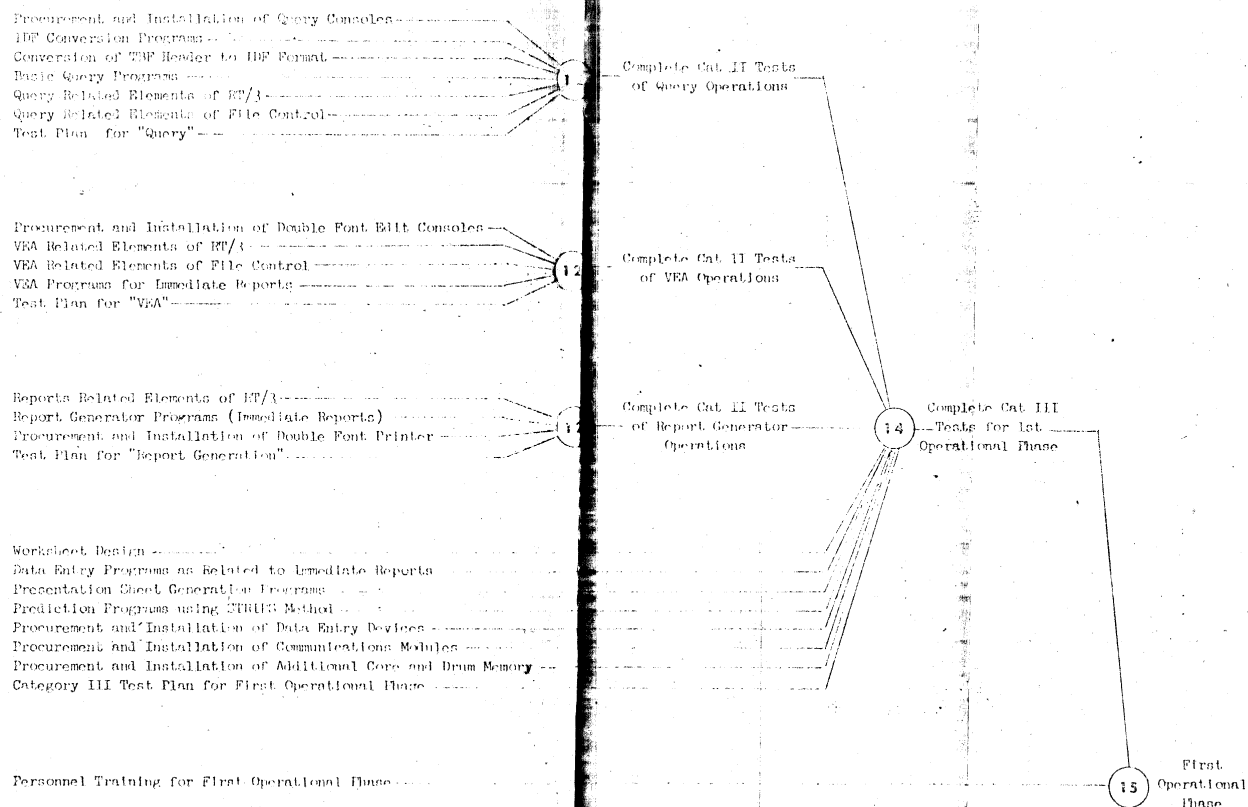 Procurement and Installation of Query Consoles
IDF Conversion Programs
Conversion of TBF Header to IDF Format
Basic Query Programs
Query Related Elements of RT/3
Query Related Elements of File Control
Test Plan for "Query"
1
Complete Cat II Tests
of Query Operations
Procurement and Installation of Double Font Edit Consoles
VEA Related Elements of RT/3
VEA Related Elements of File Control
VEA Programs for Immediate Reports
Test Plan for "VEA"
12
Complete Cat II Tests
of VEA Operations
Reports Related Elements of RT/3
Report Generator Programs (Immediate Reports)
Procurement and Installation of Double Font Printer
Test Plan for "Report Generation"
Complete Cat II Tests
of Report Generator
Operations
14
Complete Cat III
Tests for 1st
Operational Phase
Worksheet Design
Data Entry Programs as Related to Immediate Reports
Presentation Sheet Generation Programs
Prediction Programs using Method
Procurement and Installation of Data Entry Devices
Procurement and Installation of Communications Modules
Procurement and Installation of Additional Core and Drum Memory
Category III Test Plan for First Operational Phase
Personnel Training for First Operational Phase
15
First
Operational
Phase